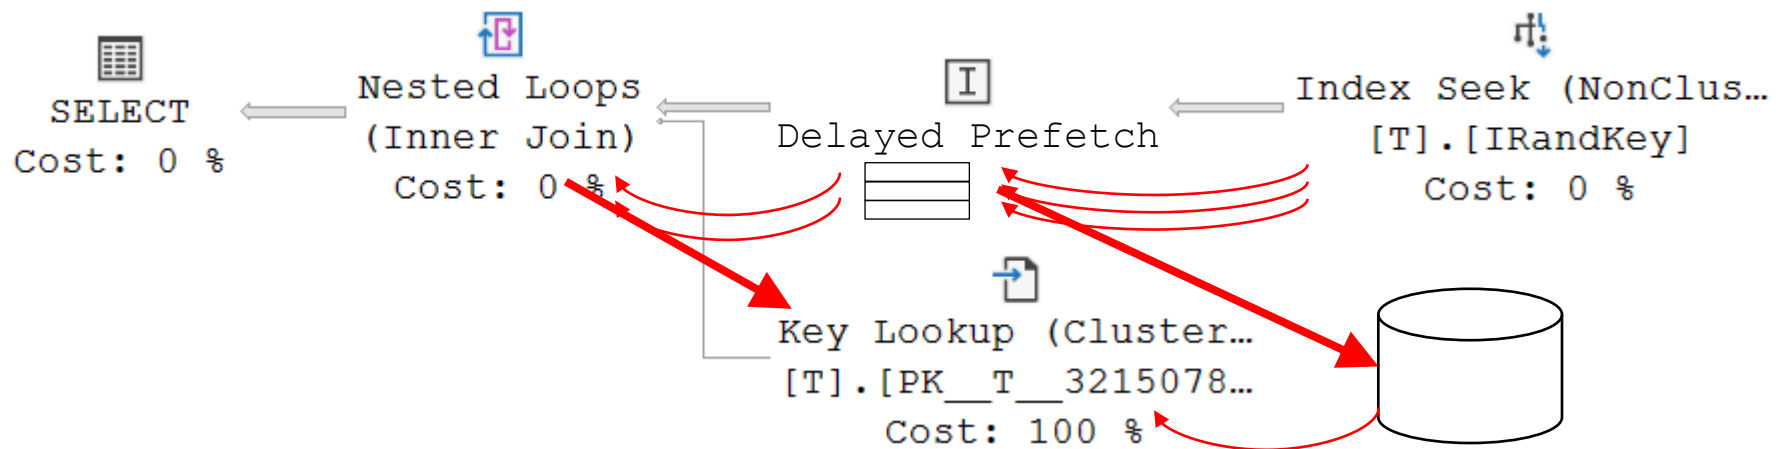 SELECT
Cost: 0 %
Nested Loops
(Inner Join)
Cost: 0 %
I
Delayed Prefetch
Index Seek (NonClus…
[T].[IRandKey]
Cost: 0 %
Key Lookup (Cluster…
[T].[PK__T__3215078…
Cost: 100 %